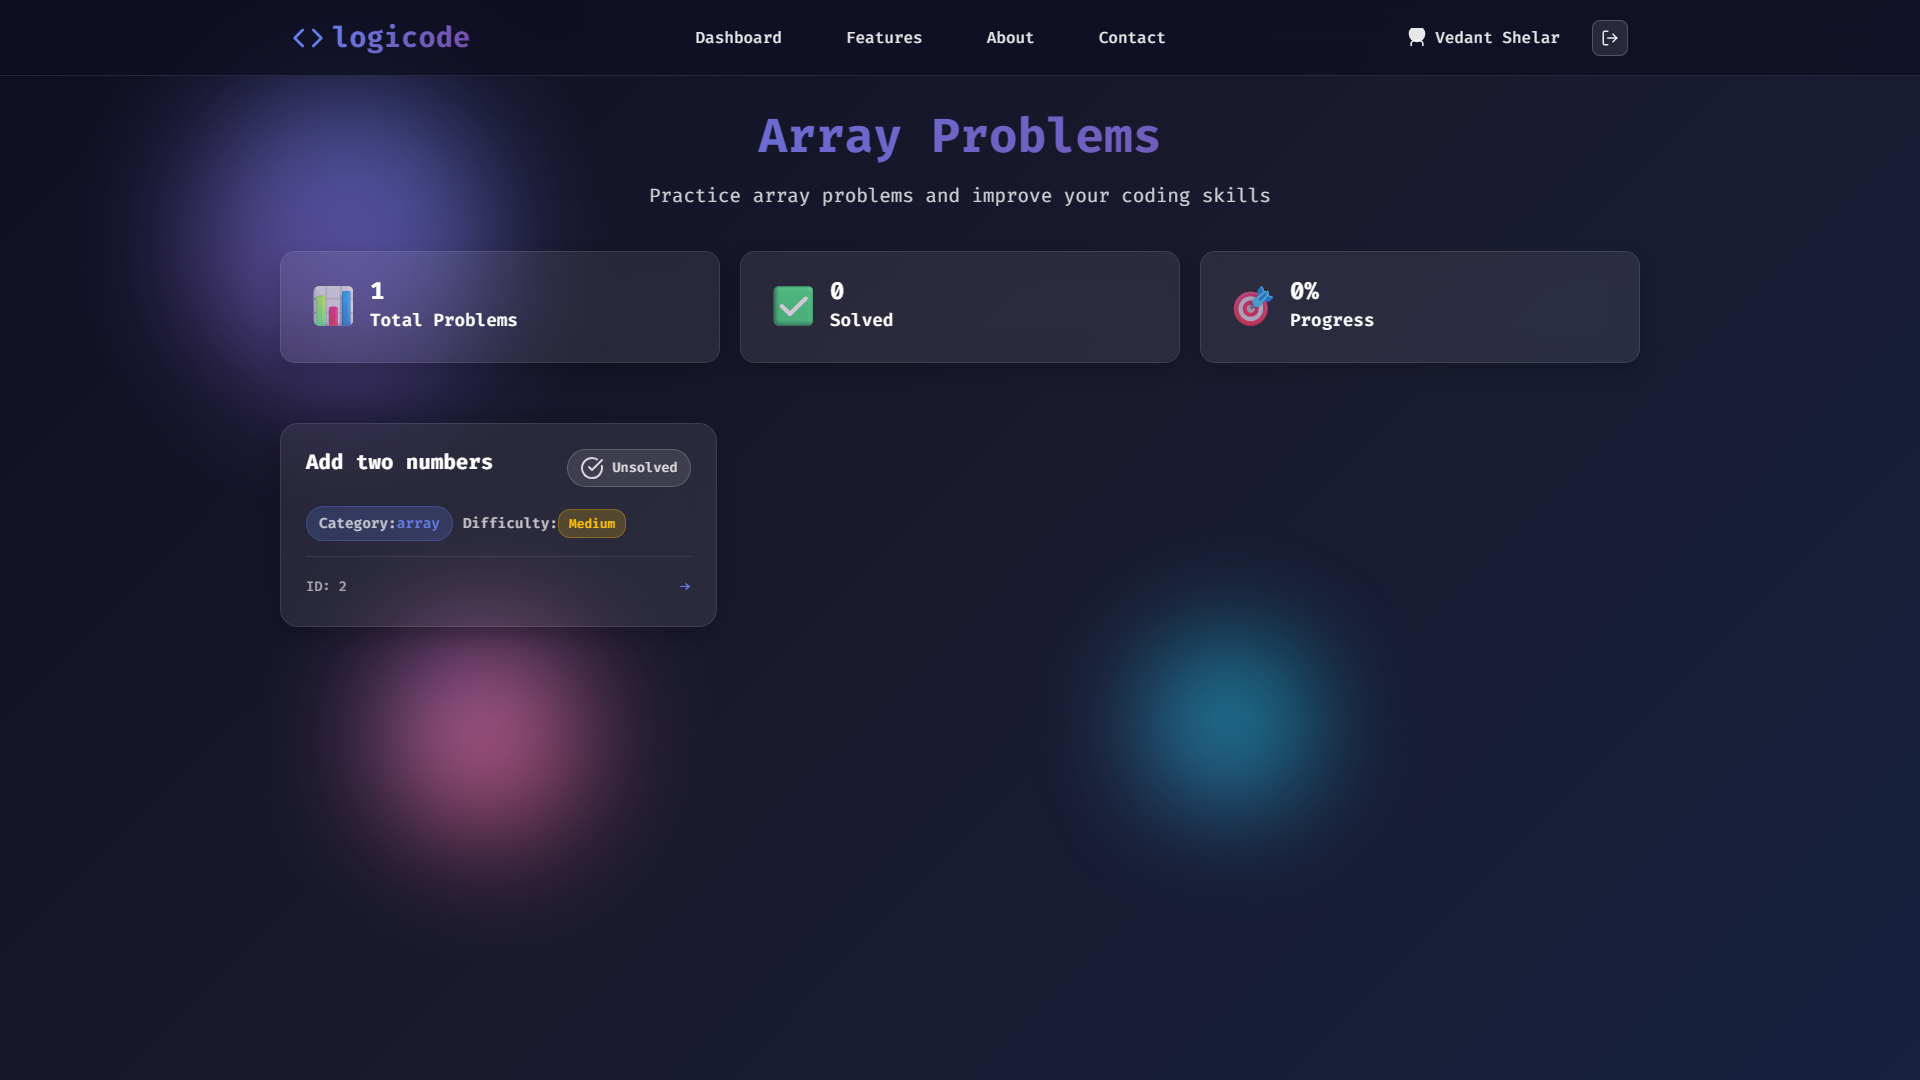 logicode
Dashboard
Features
About
Contact
Vedant Shelar
Array Problems
Practice array problems and improve your coding skills
1
Total Problems
0
Solved
0%
Progress
Add two numbers
Unsolved
Category:array Difficulty:Medium
ID: 2
→